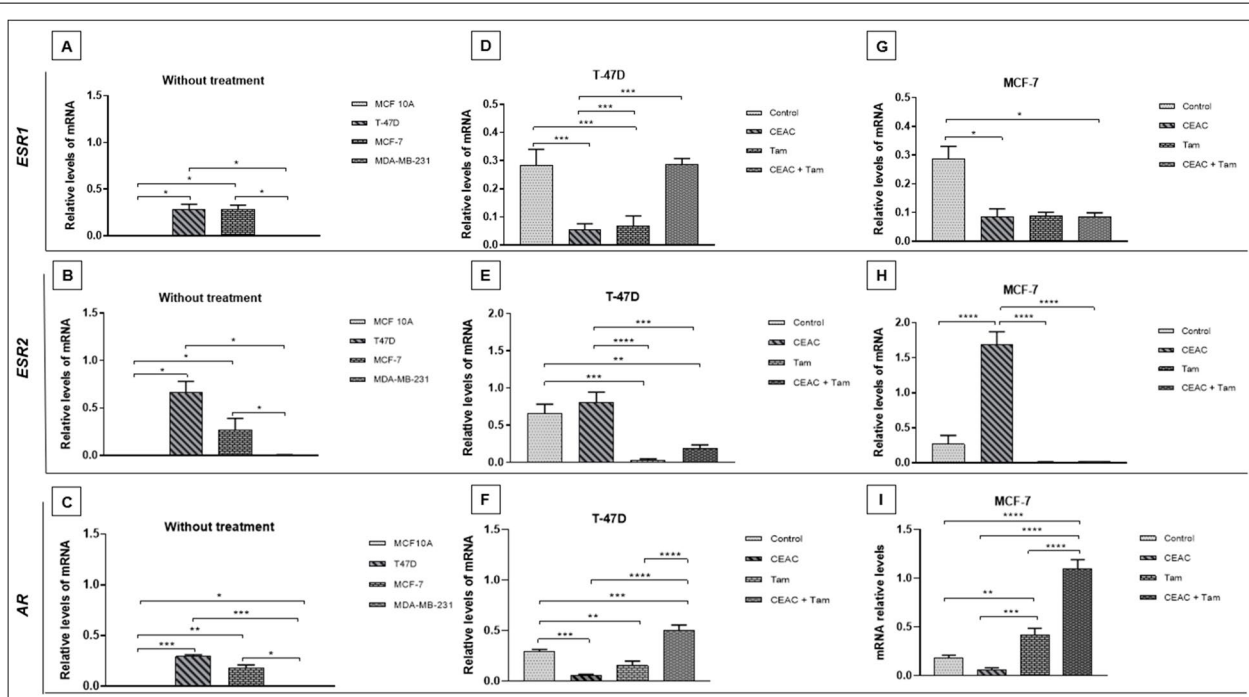 A
Without treatment
ESR1
Relative levels of mRNA
1.5
1.0
0.5
0.0
*
*
*
*
MCF 10A
T-47D
MCF-7
MDA-MB-231
D
T-47D
Relative levels of mRNA
0.5
0.4
0.3
0.2
0.1
0.0
***
***
***
***
Control
CEAC
Tam
CEAC + Tam
G
MCF-7
Relative levels of mRNA
0.5
0.4
0.3
0.2
0.1
0.0
*
*
Control
CEAC
Tam
CEAC + Tam
B
Without treatment
ESR2
Relative levels of mRNA
1.5
1.0
0.5
0.0
*
*
*
*
MCF 10A
T47D
MCF-7
MDA-MB-231
E
T-47D
Relative levels of mRNA
2.0
1.5
1.0
0.5
0.0
***
****
**
***
Control
CEAC
Tam
CEAC + Tam
H
MCF-7
Relative levels of mRNA
2.0
1.5
1.0
0.5
0.0
****
****
****
Control
CEAC
Tam
CEAC + Tam
C
Without treatment
AR
Relative levels of mRNA
1.5
1.0
0.5
0.0
*
***
**
***
*
MCF10A
T47D
MCF-7
MDA-MB-231
F
T-47D
Relative levels of mRNA
1.5
1.0
0.5
0.0
****
****
***
**
***
Control
CEAC
Tam
CEAC + Tam
I
MCF-7
mRNA relative levels
1.5
1.0
0.5
0.0
****
****
****
**
***
Control
CEAC
Tam
CEAC + Tam